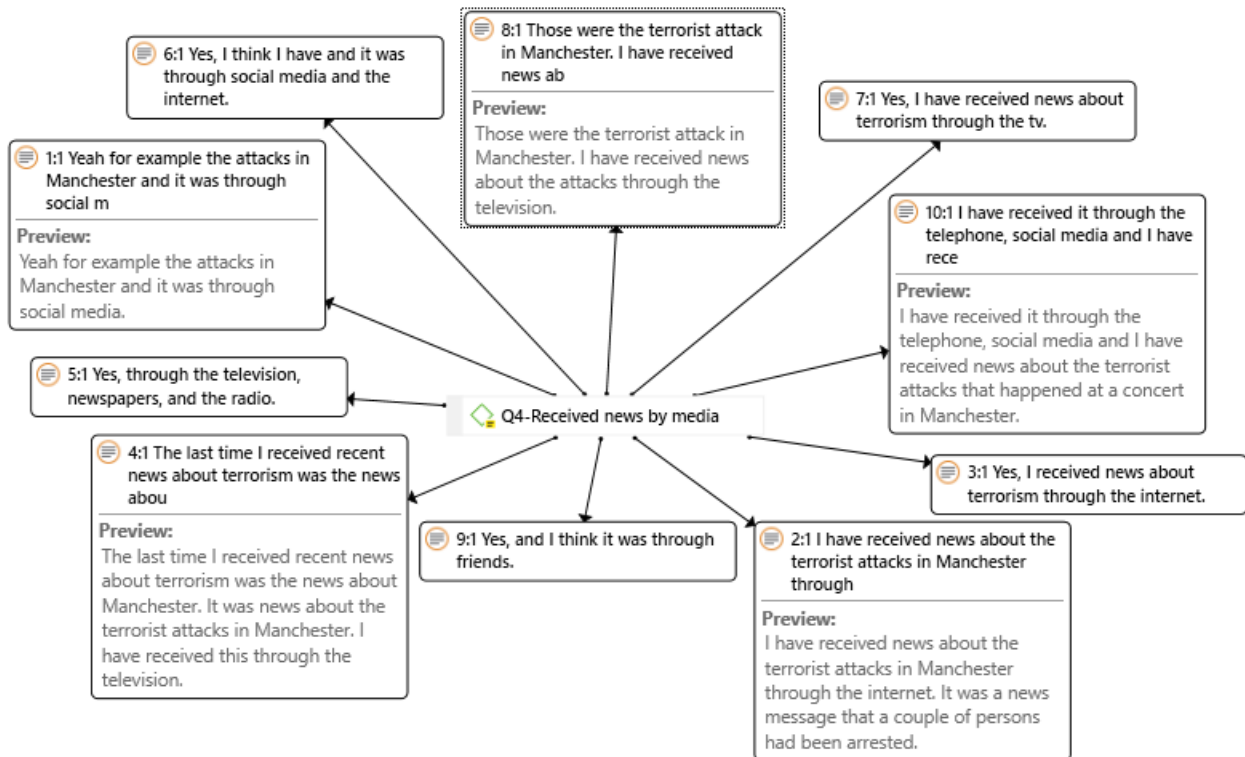 6:1 Yes, I think I have and it was
through social media and the
internet.
8:1 Those were the terrorist attack
in Manchester. I have received
news ab
Preview:
Those were the terrorist attack in
Manchester. I have received news
about the attacks through the
television.
7:1 Yes, I have received news about
terrorism through the tv.
1:1 Yeah for example the attacks in
Manchester and it was through
social m
Preview:
Yeah for example the attacks in
Manchester and it was through
social media.
10:1 I have received it through the
telephone, social media and I have
rece
Preview:
I have received it through the
telephone, social media and I have
received news about the terrorist
attacks that happened at a concert
in Manchester.
5:1 Yes, through the television,
newspapers, and the radio.
Q4-Received news by media
4:1 The last time I received recent
news about terrorism was the news
abou
Preview:
The last time I received recent news
about terrorism was the news about
Manchester. It was news about the
terrorist attacks in Manchester. I
have received this through the
television.
3:1 Yes, I received news about
terrorism through the internet.
9:1 Yes, and I think it was through
friends.
2:1 I have received news about the
terrorist attacks in Manchester
through
Preview:
I have received news about the
terrorist attacks in Manchester
through the internet. It was a news
message that a couple of persons
had been arrested.